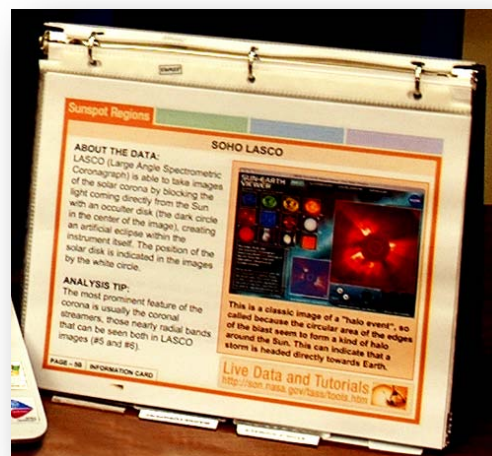 Sunspot Regions
SOHO LASCO
ABOUT THE DATA:
LASCO (Large Angle Spectrometric
Coronagraph) is able to take images
of the solar corona by blocking the
light coming directly from the Sun
with an occulter disk (the dark circle
in the center of the image), creating
an artificial eclipse within the
instrument itself. The position of the
solar disk is indicated in the images
by the white circle.
ANALYSIS TIP:
The most prominent feature of the
corona is usually the coronal
streamers, those nearly radial bands
that can be seen both in LASCO
images (#5 and #6).
PAGE - 5B INFORMATION CARD
SUN-EARTH
VIEWER
This is a classic image of a "halo event", so
called because the circular area of the edges
of the blast seem to form a kind of halo
around the Sun. This can indicate that a
storm is headed directly towards Earth.
Live Data and Tutorials
http://son.nasa.gov/tass/tools.htm